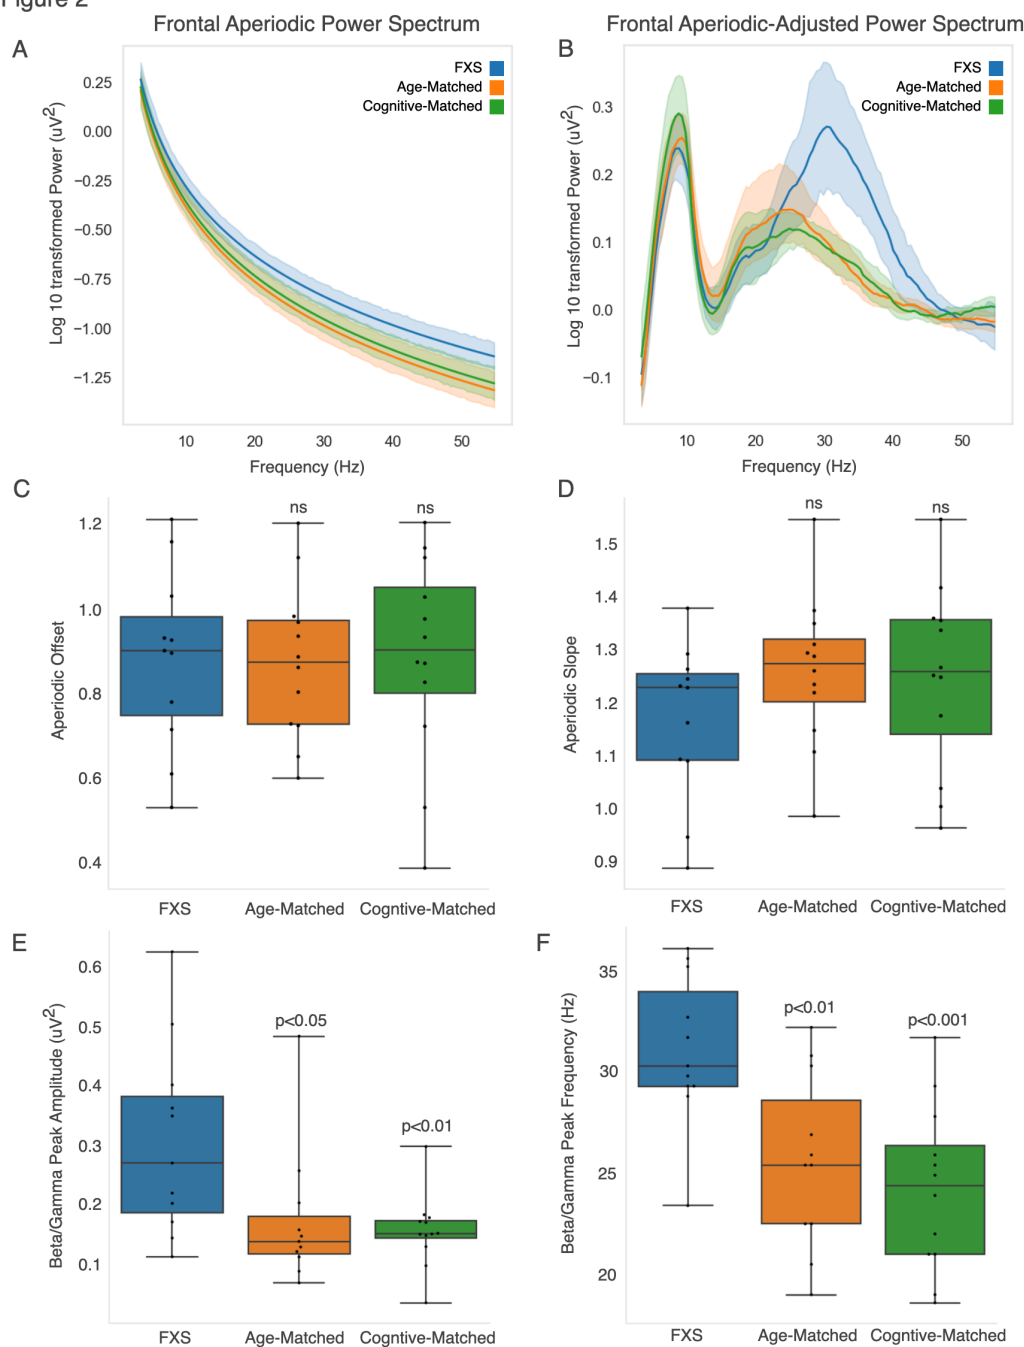 Figure 2
Frontal Aperiodic Power Spectrum
Frontal Aperiodic-Adjusted Power Spectrum
A
B
FXS
Age-Matched
Cognitive-Matched
FXS
Age-Matched
Cognitive-Matched
Log 10 transformed Power (uV²)
0.25
0.00
−0.25
−0.50
−0.75
−1.00
−1.25
10 20 30 40 50
Frequency (Hz)
Log 10 transformed Power (uV²)
0.3
0.2
0.1
0.0
−0.1
10 20 30 40 50
Frequency (Hz)
C
Aperiodic Offset
1.2
1.0
0.8
0.6
0.4
ns
ns
FXS Age-Matched Cogntive-Matched
D
Aperiodic Slope
1.5
1.4
1.3
1.2
1.1
1.0
0.9
ns
ns
FXS Age-Matched Cogntive-Matched
E
Beta/Gamma Peak Amplitude (uV²)
0.6
0.5
0.4
0.3
0.2
0.1
p<0.05
p<0.01
FXS Age-Matched Cogntive-Matched
F
Beta/Gamma Peak Frequency (Hz)
35
30
25
20
p<0.01
p<0.001
FXS Age-Matched Cogntive-Matched